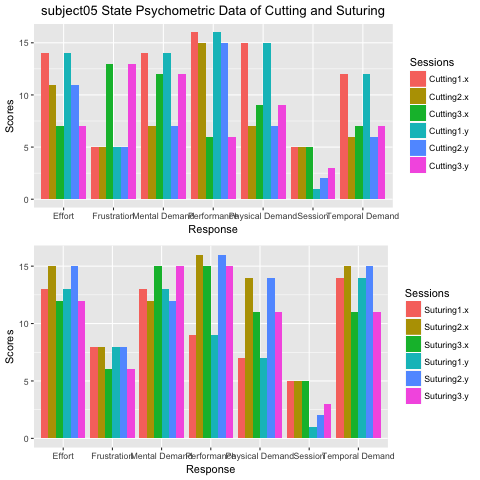 subject05 State Psychometric Data of Cutting and Suturing
15
10
5
0
Scores
Effort Frustration Mental Demand Performance Physical Demand Session Temporal Demand
Response
Sessions
Cutting1.x
Cutting2.x
Cutting3.x
Cutting1.y
Cutting2.y
Cutting3.y
15
10
5
0
Scores
Effort Frustration Mental Demand Performance Physical Demand Session Temporal Demand
Response
Sessions
Suturing1.x
Suturing2.x
Suturing3.x
Suturing1.y
Suturing2.y
Suturing3.y